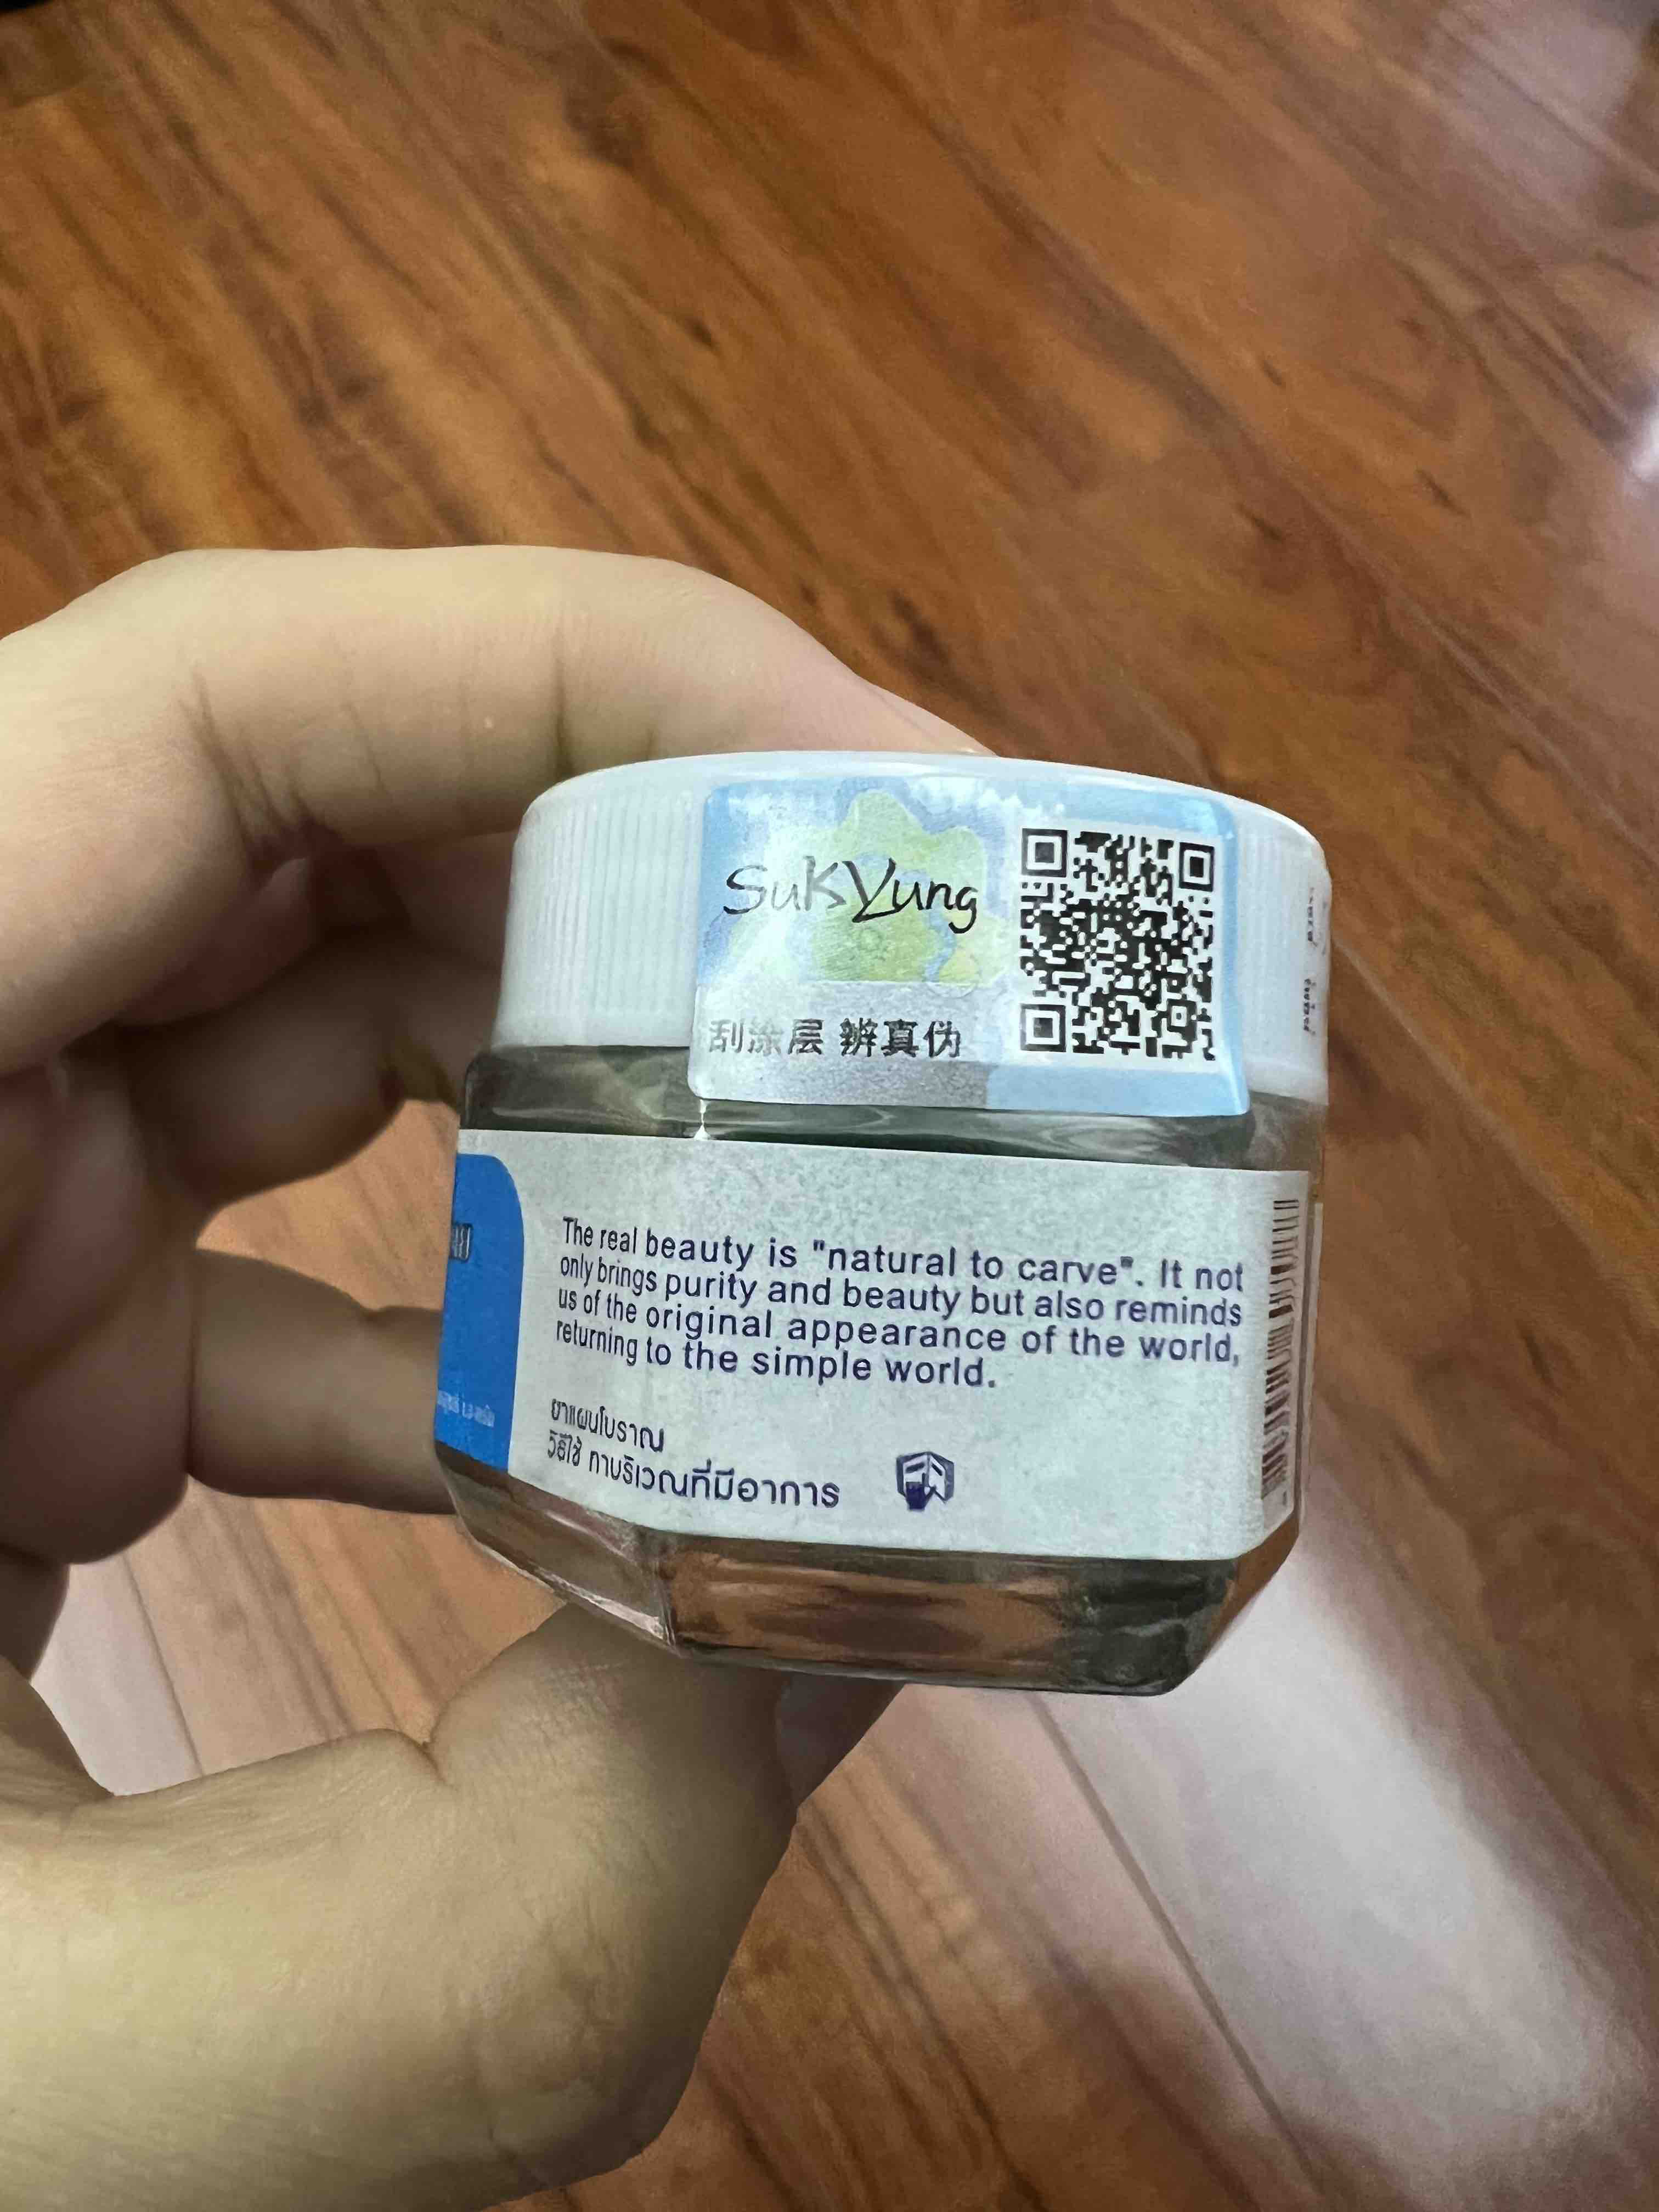 SukYung
刮涂层 辨真伪
The real beauty is "natural to carve". It not
only brings purity and beauty but also reminds
us of the original appearance of the world,
returning to the simple world.
ยาแผนโบราณ
วิธีใช้ ทาบริเวณที่มีอาการ